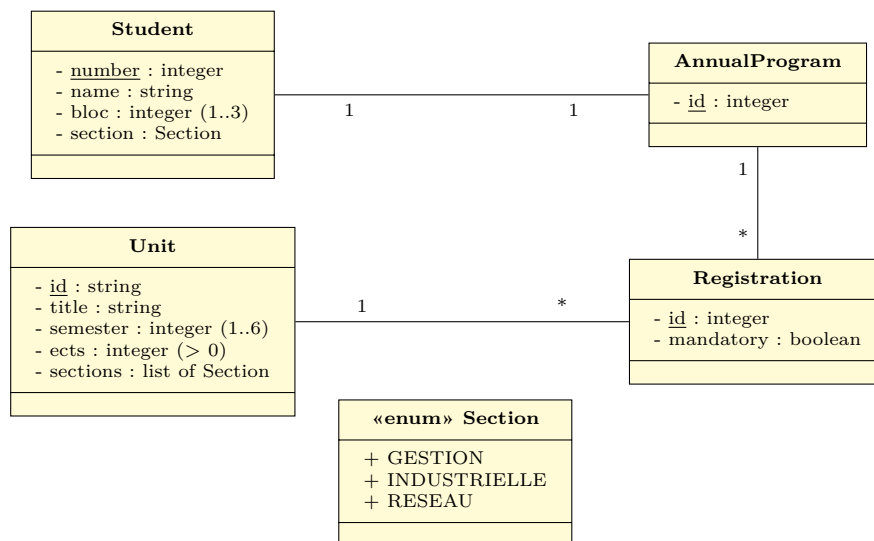 Student
- number : integer
- name : string
- bloc : integer (1..3)
- section : Section
1
1
AnnualProgram
- id : integer
1
*
Unit
- id : string
- title : string
- semester : integer (1..6)
- ects : integer (> 0)
- sections : list of Section
1
*
Registration
- id : integer
- mandatory : boolean
«enum» Section
+ GESTION
+ INDUSTRIELLE
+ RESEAU